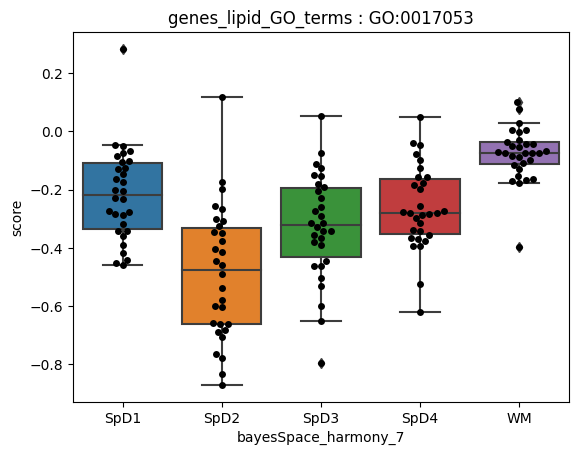 genes_lipid_GO_terms : GO:0017053
0.2
0.0
−0.2
−0.4
−0.6
−0.8
score
SpD1 SpD2 SpD3 SpD4 WM
bayesSpace_harmony_7